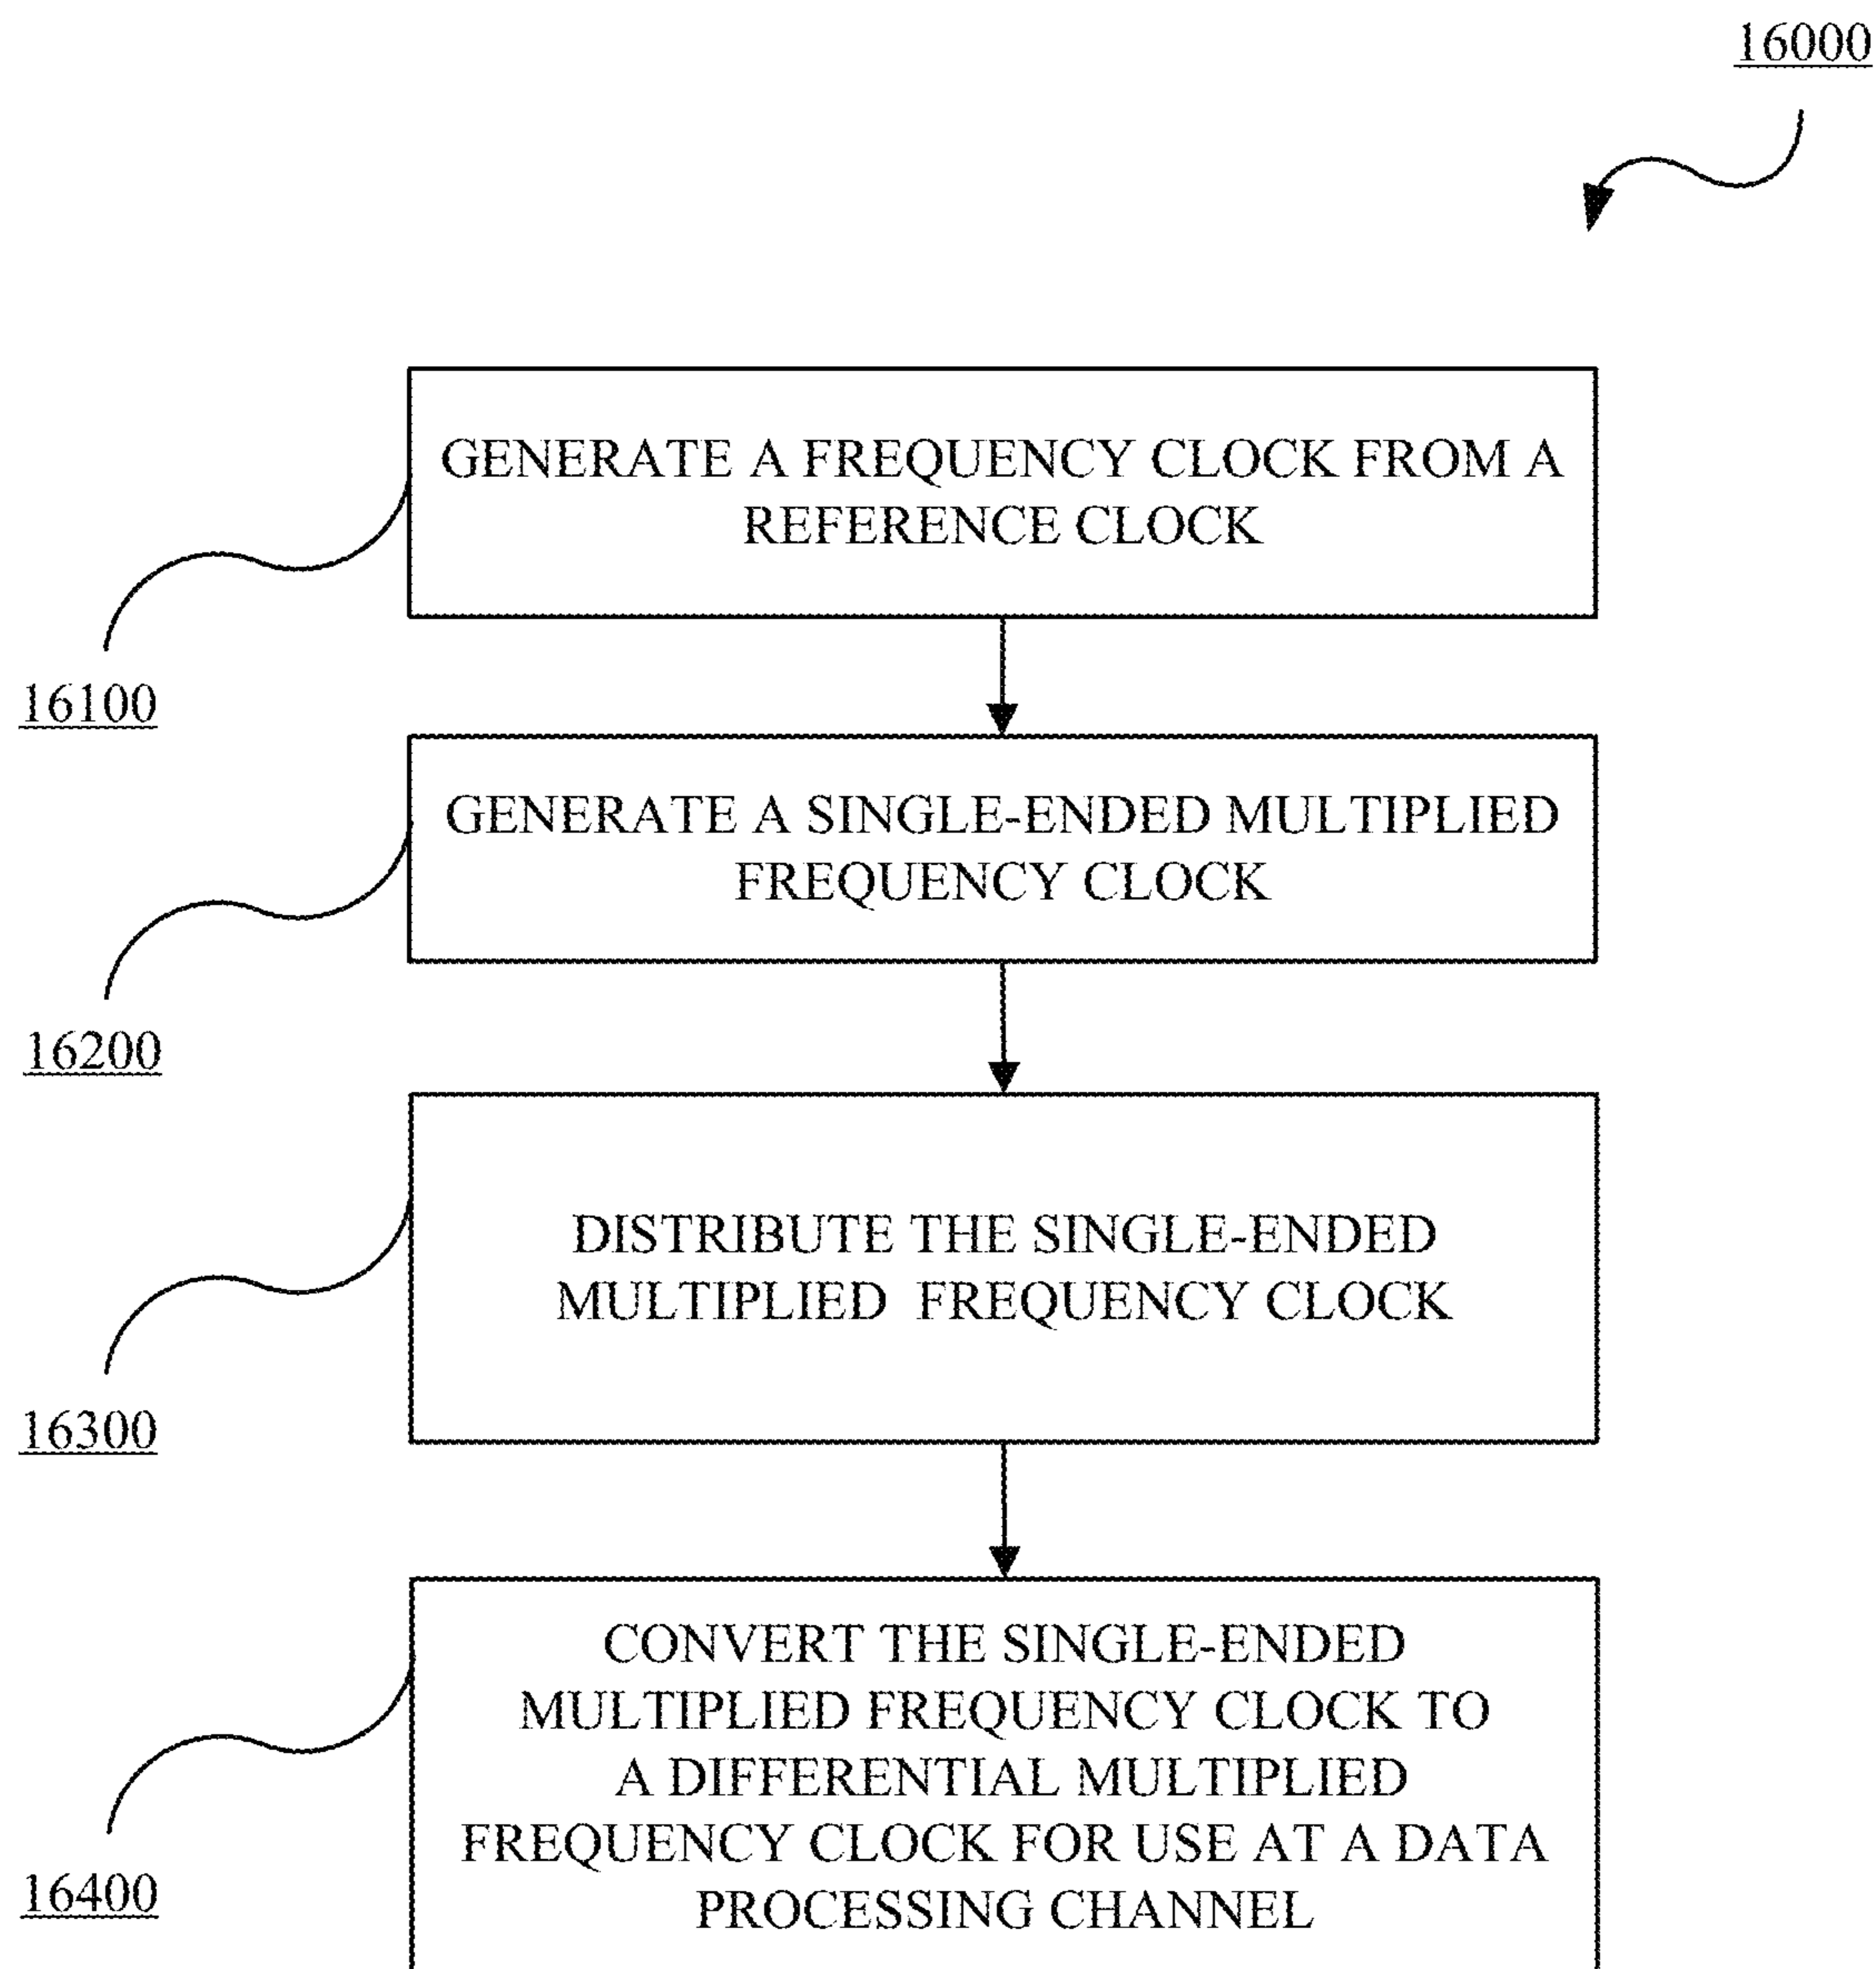 16000
GENERATE A FREQUENCY CLOCK FROM A
REFERENCE CLOCK
16100
GENERATE A SINGLE-ENDED MULTIPLIED
FREQUENCY CLOCK
16200
DISTRIBUTE THE SINGLE-ENDED
MULTIPLIED FREQUENCY CLOCK
16300
CONVERT THE SINGLE-ENDED
MULTIPLIED FREQUENCY CLOCK TO
A DIFFERENTIAL MULTIPLIED
FREQUENCY CLOCK FOR USE AT A DATA
PROCESSING CHANNEL
16400